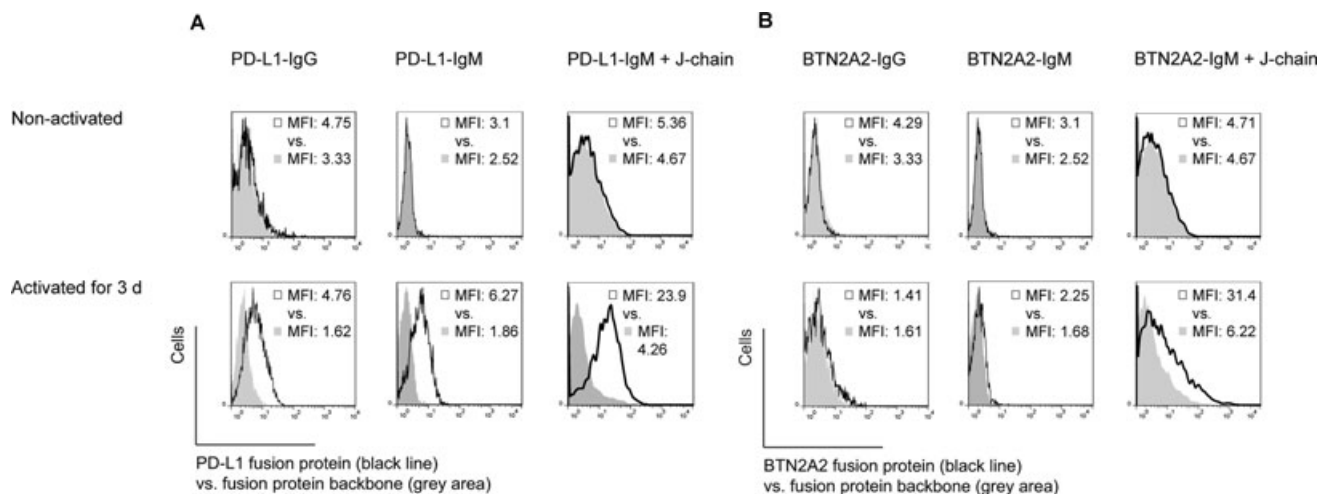 A
B
PD-L1-IgG
PD-L1-IgM
PD-L1-IgM + J-chain
BTN2A2-IgG
BTN2A2-IgM
BTN2A2-IgM + J-chain
Non-activated
MFI: 4.75
vs.
MFI: 3.33
MFI: 3.1
vs.
MFI: 2.52
MFI: 5.36
vs.
MFI: 4.67
MFI: 4.29
vs.
MFI: 3.33
MFI: 3.1
vs.
MFI: 2.52
MFI: 4.71
vs.
MFI: 4.67
Activated for 3 d
MFI: 4.76
vs.
MFI: 1.62
MFI: 6.27
vs.
MFI: 1.86
MFI: 23.9
vs.
MFI:
4.26
MFI: 1.41
vs.
MFI: 1.61
MFI: 2.25
vs.
MFI: 1.68
MFI: 31.4
vs.
MFI: 6.22
Cells
Cells
PD-L1 fusion protein (black line)
vs. fusion protein backbone (grey area)
BTN2A2 fusion protein (black line)
vs. fusion protein backbone (grey area)